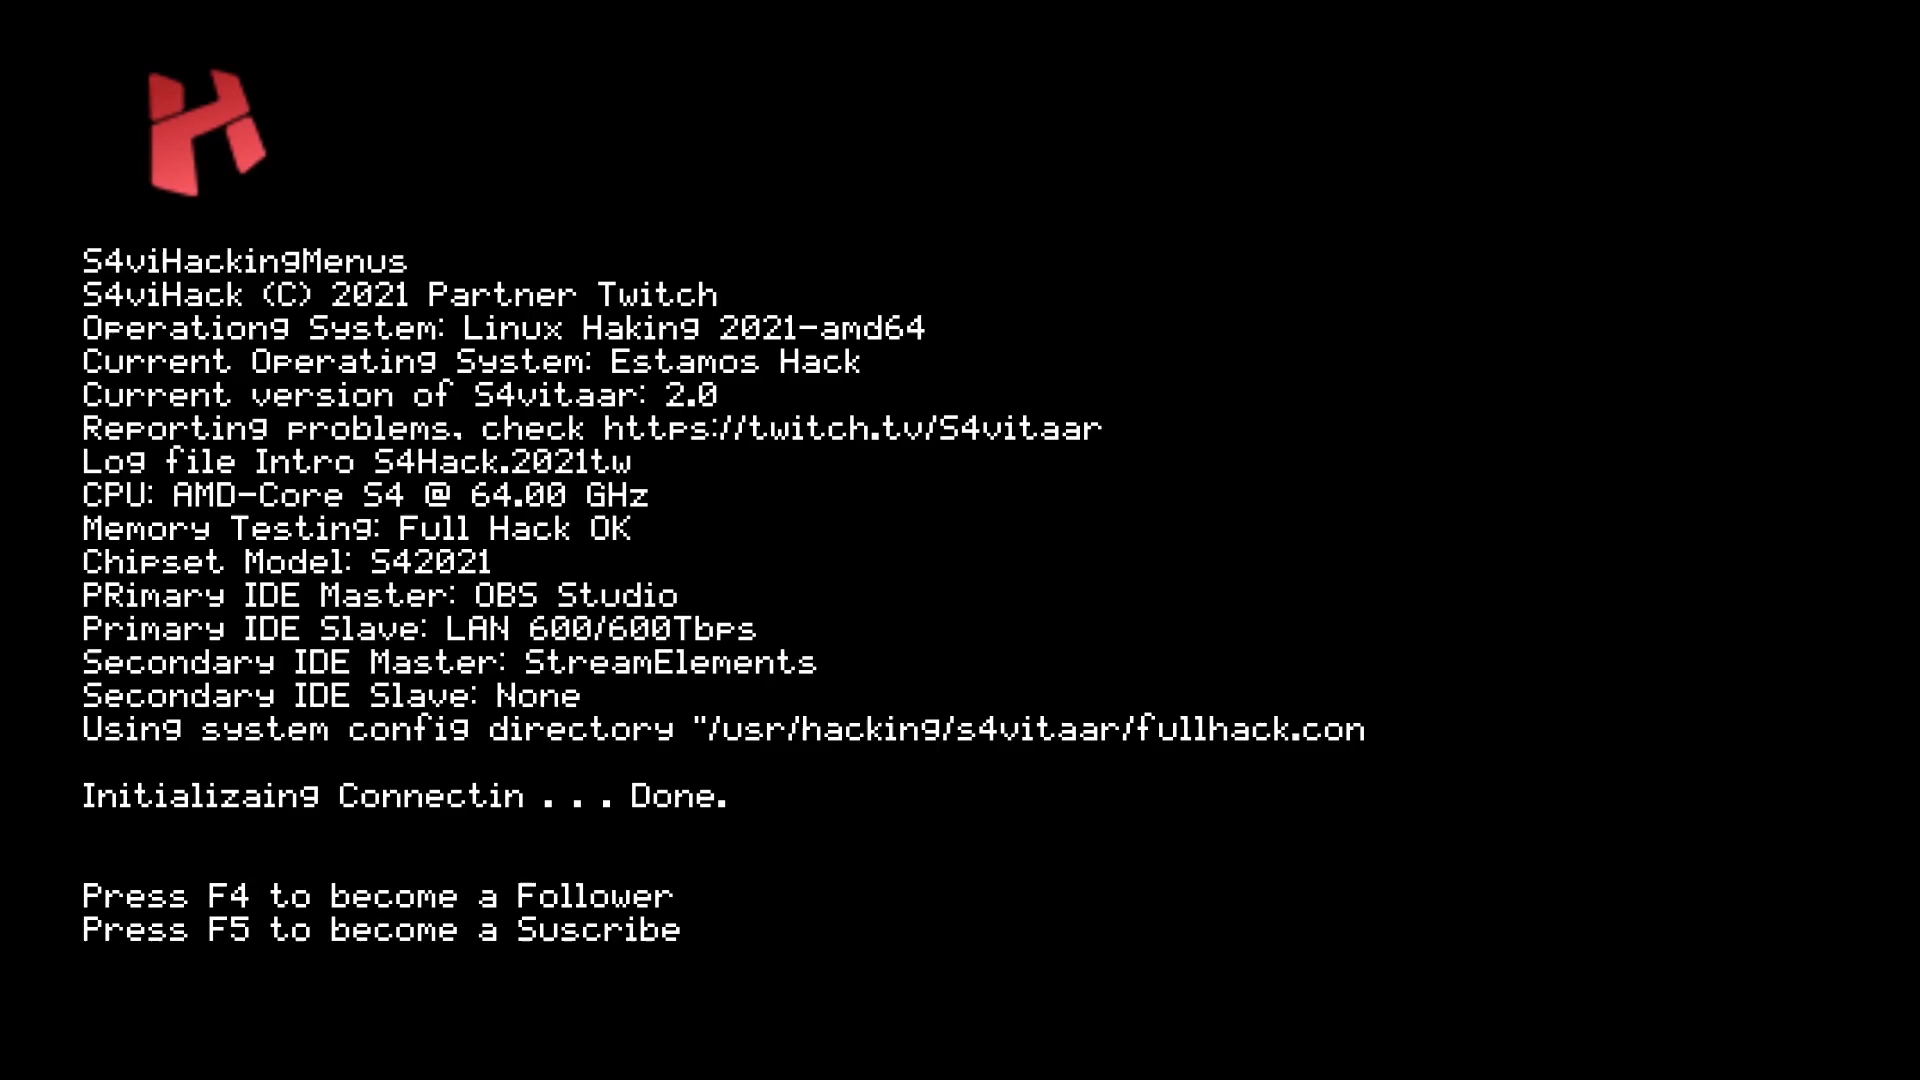 S4viHackingMenus
S4viHack (C) 2021 Partner Twitch
Operationg System: Linux Haking 2021-amd64
Current Operating System: Estamos Hack
Current version of S4vitaar: 2.0
Reporting problems, check https://twitch.tv/S4vitaar
Log file Intro S4Hack.2021tw
CPU: AMD-Core S4 @ 64.00 GHz
Memory Testing: Full Hack OK
Chipset Model: S42021
PRimary IDE Master: OBS Studio
Primary IDE Slave: LAN 600/600Tbps
Secondary IDE Master: StreamElements
Secondary IDE Slave: None
Using system config directory "/usr/hacking/s4vitaar/fullhack.con
Initializaing Connectin . . . Done.
Press F4 to become a Follower
Press F5 to become a Suscribe